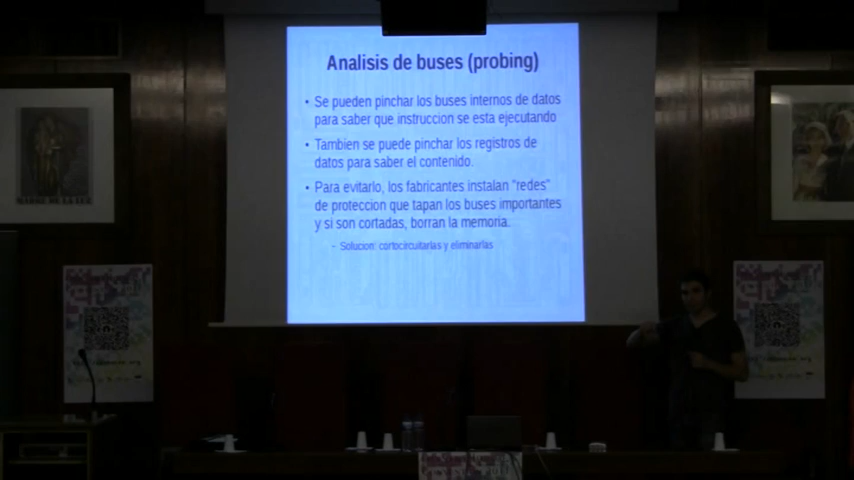 Analisis de buses (probing)
• Se pueden pinchar los buses internos de datos
para saber que instruccion se esta ejecutando
• Tambien se puede pinchar los registros de
datos para saber el contenido.
• Para evitarlo, los fabricantes instalan "redes"
de proteccion que tapan los buses importantes
y si son cortadas, borran la memoria.
– Solucion: cortocircuitarlas y eliminarlas